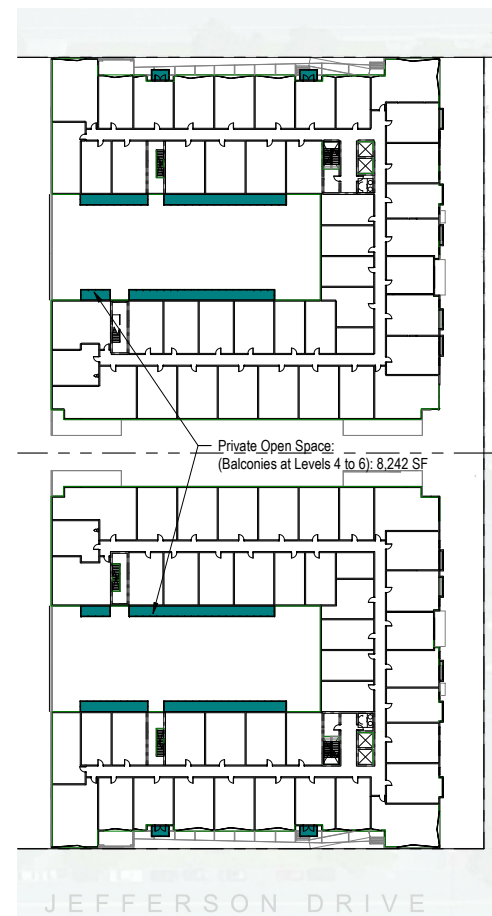 Private Open Space:
(Balconies at Levels 4 to 6): 8,242 SF
JEFFERSON DRIVE